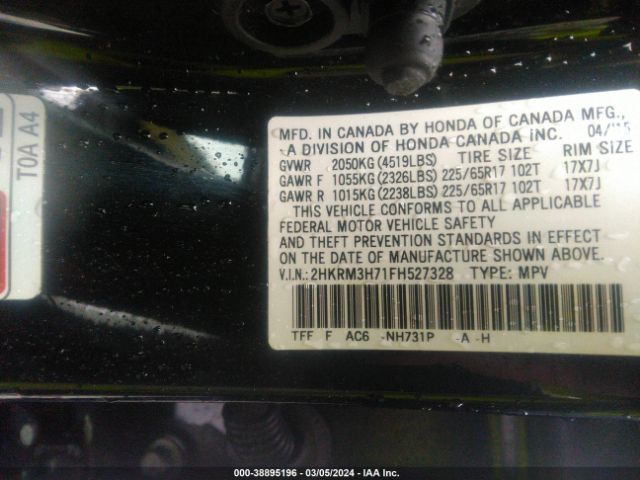 MFD. IN CANADA BY HONDA OF CANADA MFG.,
A DIVISION OF HONDA CANADA INC.
GVWR 2050KG (4519LBS) TIRE SIZE RIM SIZE
GAWR F 1055KG (2326LBS) 225/65R17 102T 17X7J
GAWR R 1015KG (2238LBS) 225/65R17 102T 17X7J
THIS VEHICLE CONFORMS TO ALL APPLICABLE
FEDERAL MOTOR VEHICLE SAFETY
AND THEFT PREVENTION STANDARDS IN EFFECT
ON THE DATE OF MANUFACTURE SHOWN ABOVE.
V.I.N.: 2HKRM3H71FH527328 TYPE: MPV
TFF F AC6 -NH731P -A -H
TOA A4
000-38895196 - 03/05/2024 - IAA Inc.